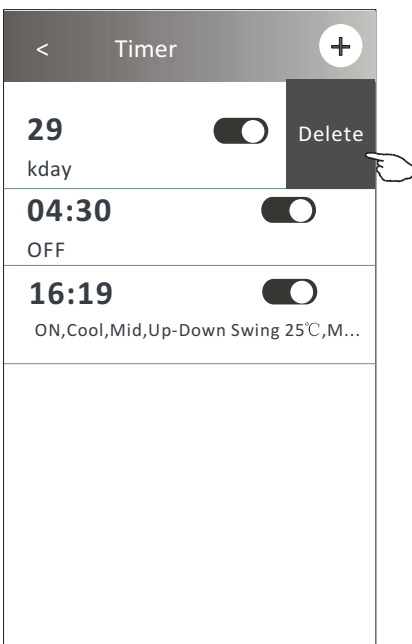 < Timer +
29 Delete
kday
04:30
OFF
16:19
ON,Cool,Mid,Up-Down Swing 25℃,M...